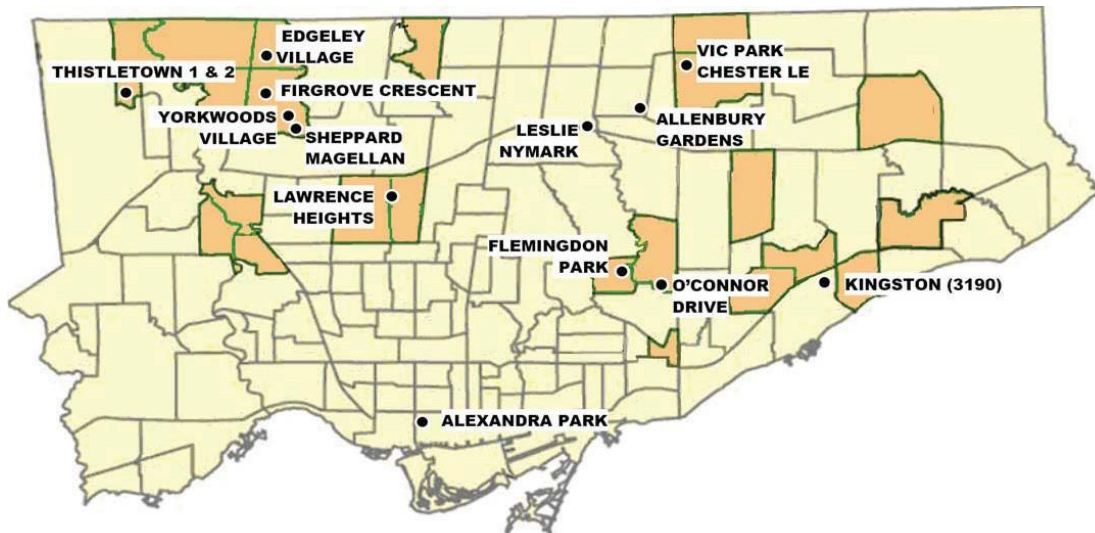 EDGELEY
VILLAGE
THISTLETOWN 1 & 2
FIRGROVE CRESCENT
YORKWOODS
VILLAGE
SHEPPARD
MAGELLAN
VIC PARK
CHESTER LE
ALLENBURY
GARDENS
LESLIE
NYMARK
LAWRENCE
HEIGHTS
FLEMINGDON
PARK
O'CONNOR
DRIVE
KINGSTON (3190)
ALEXANDRA PARK